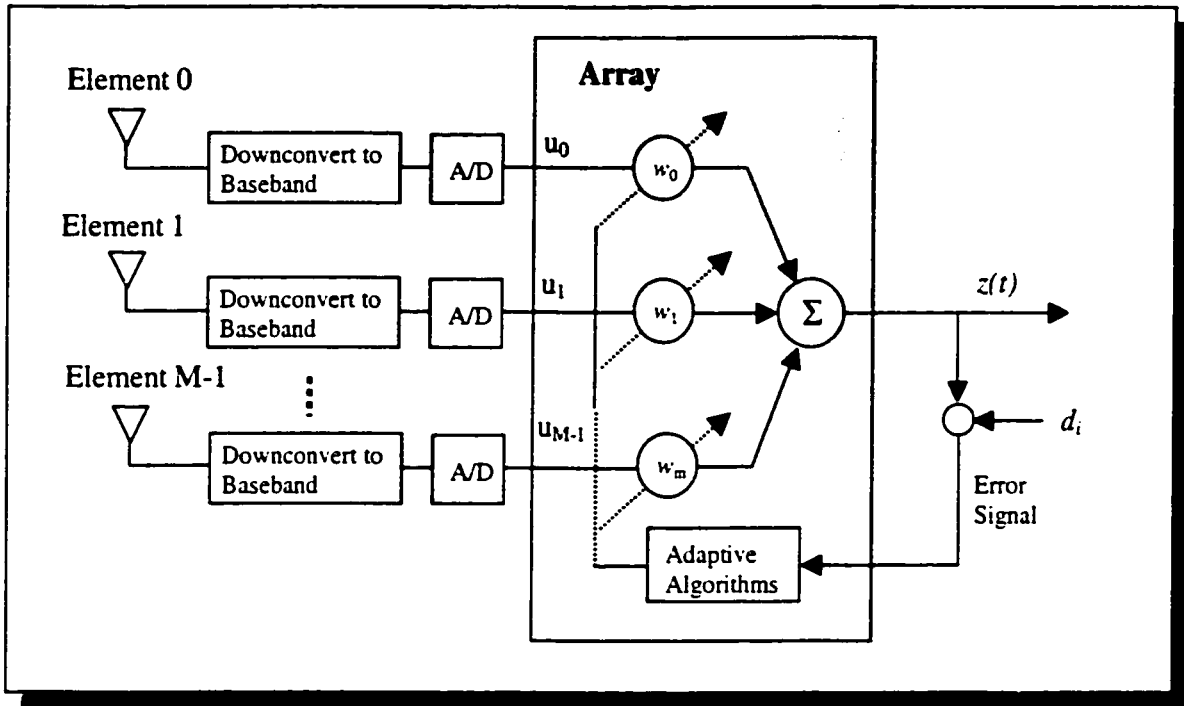 Array
Element 0
Downconvert to
Baseband
A/D
u0
w0
Element 1
Downconvert to
Baseband
A/D
u1
w1
Σ
z(t)
Element M-1
Downconvert to
Baseband
A/D
uM-1
wm
di
Error
Signal
Adaptive
Algorithms